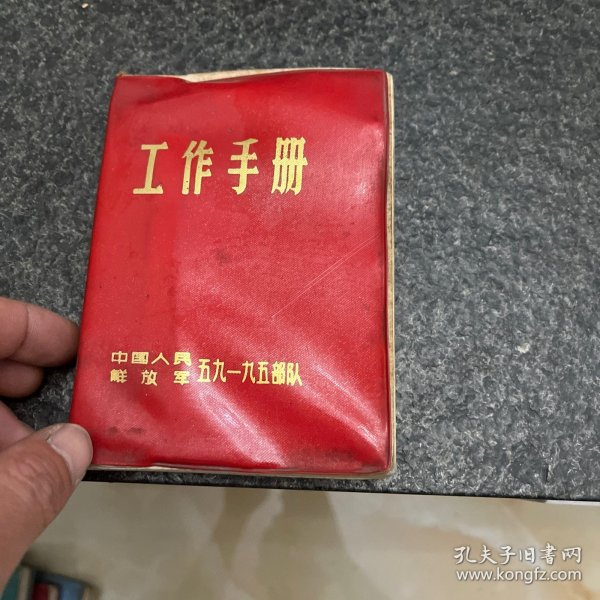 工作手册
中国人民
解放军 五九一九五部队
孔夫子旧书网
www.kongfz.com